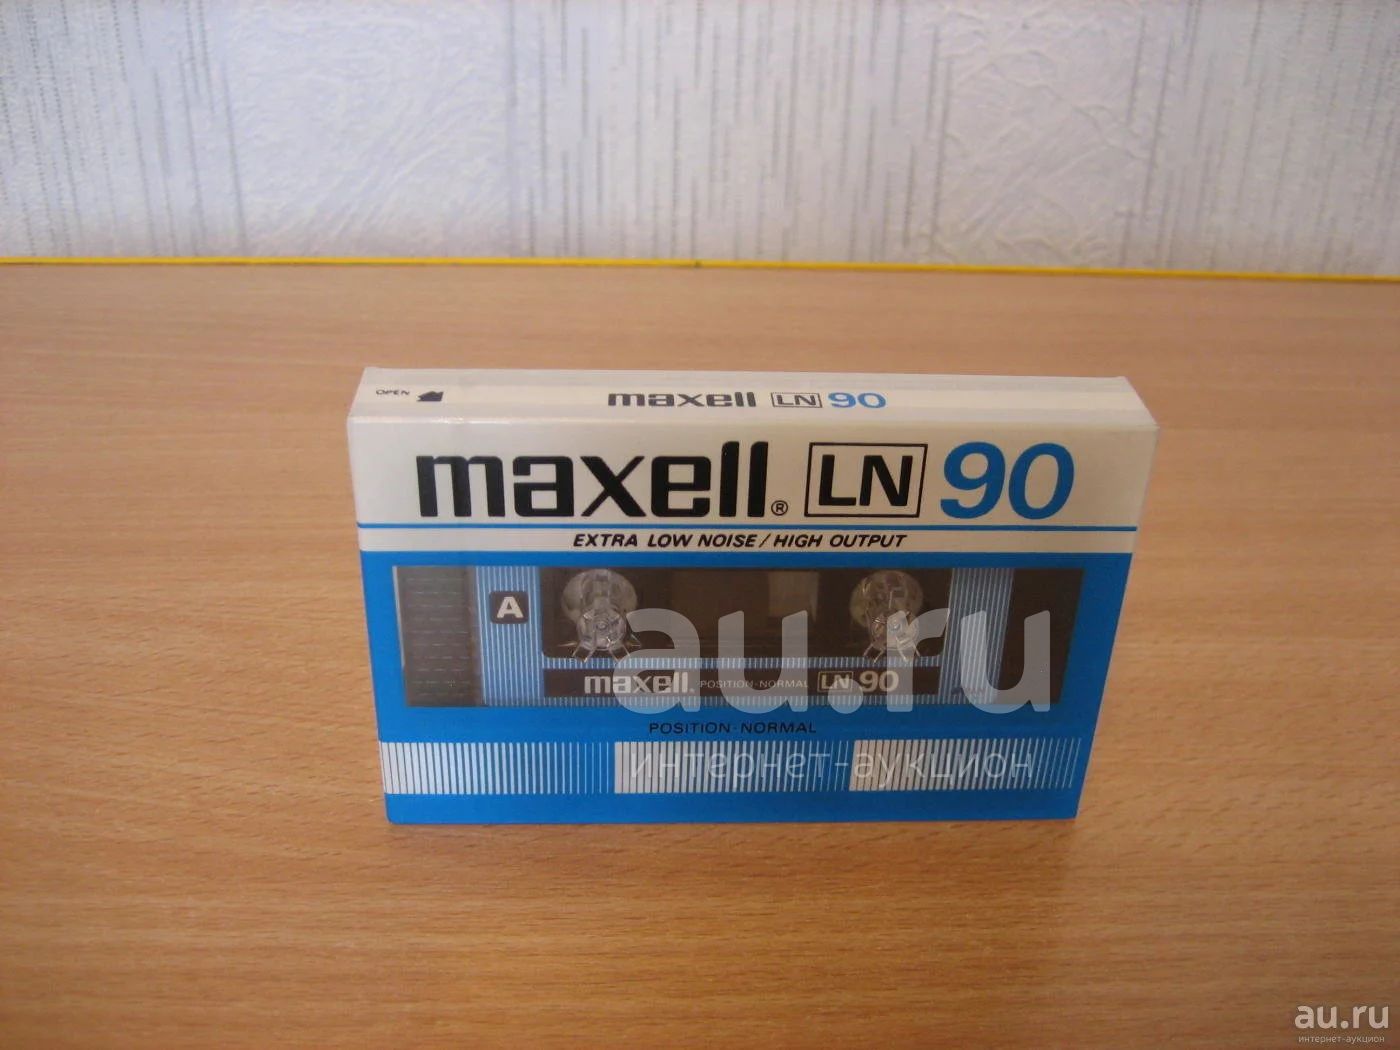 OPEN
maxell LN 90
maxell® LN 90
EXTRA LOW NOISE / HIGH OUTPUT
A
au.ru
maxell. POSITION-NORMAL LN 90
POSITION-NORMAL
интернет-аукцион
au.ru
интернет-аукцион